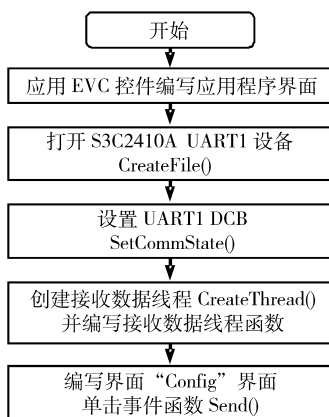 开始
应用 EVC 控件编写应用程序界面
打开 S3C2410A UART1 设备
CreateFile()
设置 UART1 DCB
SetCommState()
创建接收数据线程 CreateThread()
并编写接收数据线程函数
编写界面“Config”界面
单击事件函数 Send()